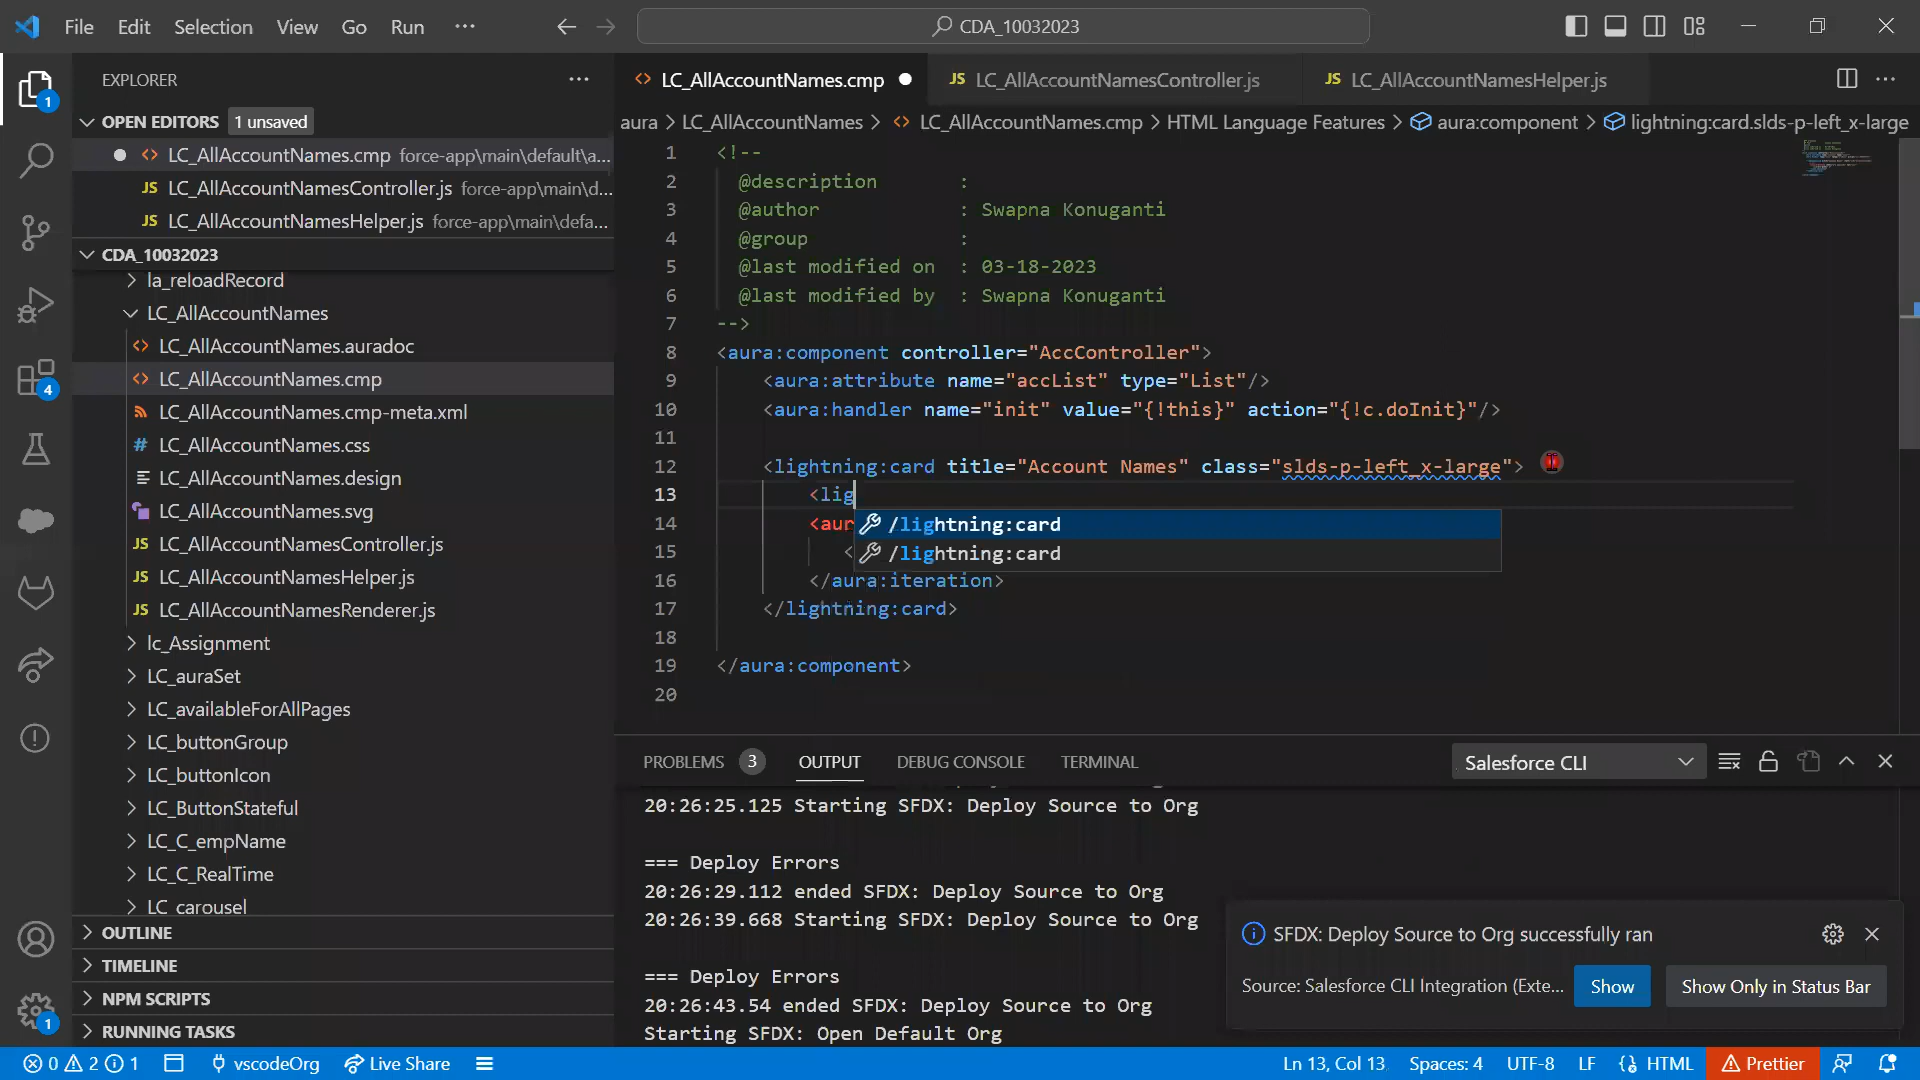 File Edit Selection View Go Run ··· CDA_10032023
EXPLORER ···
OPEN EDITORS 1 unsaved
LC_AllAccountNames.cmp force-app\main\default\a...
LC_AllAccountNamesController.js force-app\main\d...
LC_AllAccountNamesHelper.js force-app\main\defa...
CDA_10032023
la_reloadRecord
LC_AllAccountNames
LC_AllAccountNames.auradoc
LC_AllAccountNames.cmp
LC_AllAccountNames.cmp-meta.xml
LC_AllAccountNames.css
LC_AllAccountNames.design
LC_AllAccountNames.svg
JS LC_AllAccountNamesController.js
JS LC_AllAccountNamesHelper.js
JS LC_AllAccountNamesRenderer.js
lc_Assignment
LC_auraSet
LC_availableForAllPages
LC_buttonGroup
LC_buttonIcon
LC_ButtonStateful
LC_C_empName
LC_C_RealTime
LC_carousel
OUTLINE
TIMELINE
NPM SCRIPTS
RUNNING TASKS
1
4
1
LC_AllAccountNames.cmp JS LC_AllAccountNamesController.js JS LC_AllAccountNamesHelper.js
aura > LC_AllAccountNames > LC_AllAccountNames.cmp > HTML Language Features > aura:component > lightning:card.slds-p-left_x-large
1 <!--
2 @description :
3 @author : Swapna Konuganti
4 @group :
5 @last modified on : 03-18-2023
6 @last modified by : Swapna Konuganti
7 -->
8 <aura:component controller="AccController">
9 <aura:attribute name="accList" type="List"/>
10 <aura:handler name="init" value="{!this}" action="{!c.doInit}"/>
11
12 <lightning:card title="Account Names" class="slds-p-left_x-large">
13 <lig
14 <aur
/lightning:card
15 <
/lightning:card
16 </aura:iteration>
17 </lightning:card>
18
19 </aura:component>
20
PROBLEMS 3 OUTPUT DEBUG CONSOLE TERMINAL Salesforce CLI
20:26:25.125 Starting SFDX: Deploy Source to Org
=== Deploy Errors
20:26:29.112 ended SFDX: Deploy Source to Org
20:26:39.668 Starting SFDX: Deploy Source to Org
=== Deploy Errors
20:26:43.54 ended SFDX: Deploy Source to Org
Starting SFDX: Open Default Org
SFDX: Deploy Source to Org successfully ran
Source: Salesforce CLI Integration (Exte... Show Show Only in Status Bar
0 2 1 vscodeOrg Live Share Ln 13, Col 13 Spaces: 4 UTF-8 LF HTML Prettier